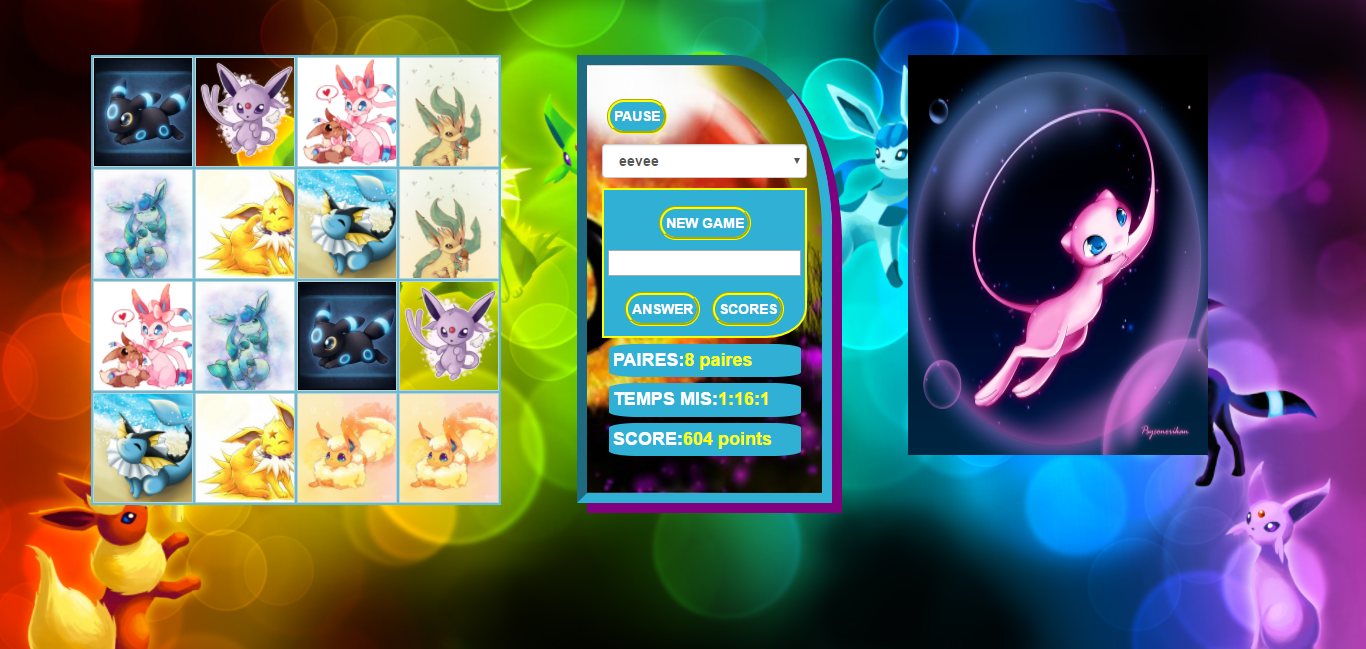 PAUSE
eevee
NEW GAME
ANSWER SCORES
PAIRES:8 paires
TEMPS MIS:1:16:1
SCORE:604 points